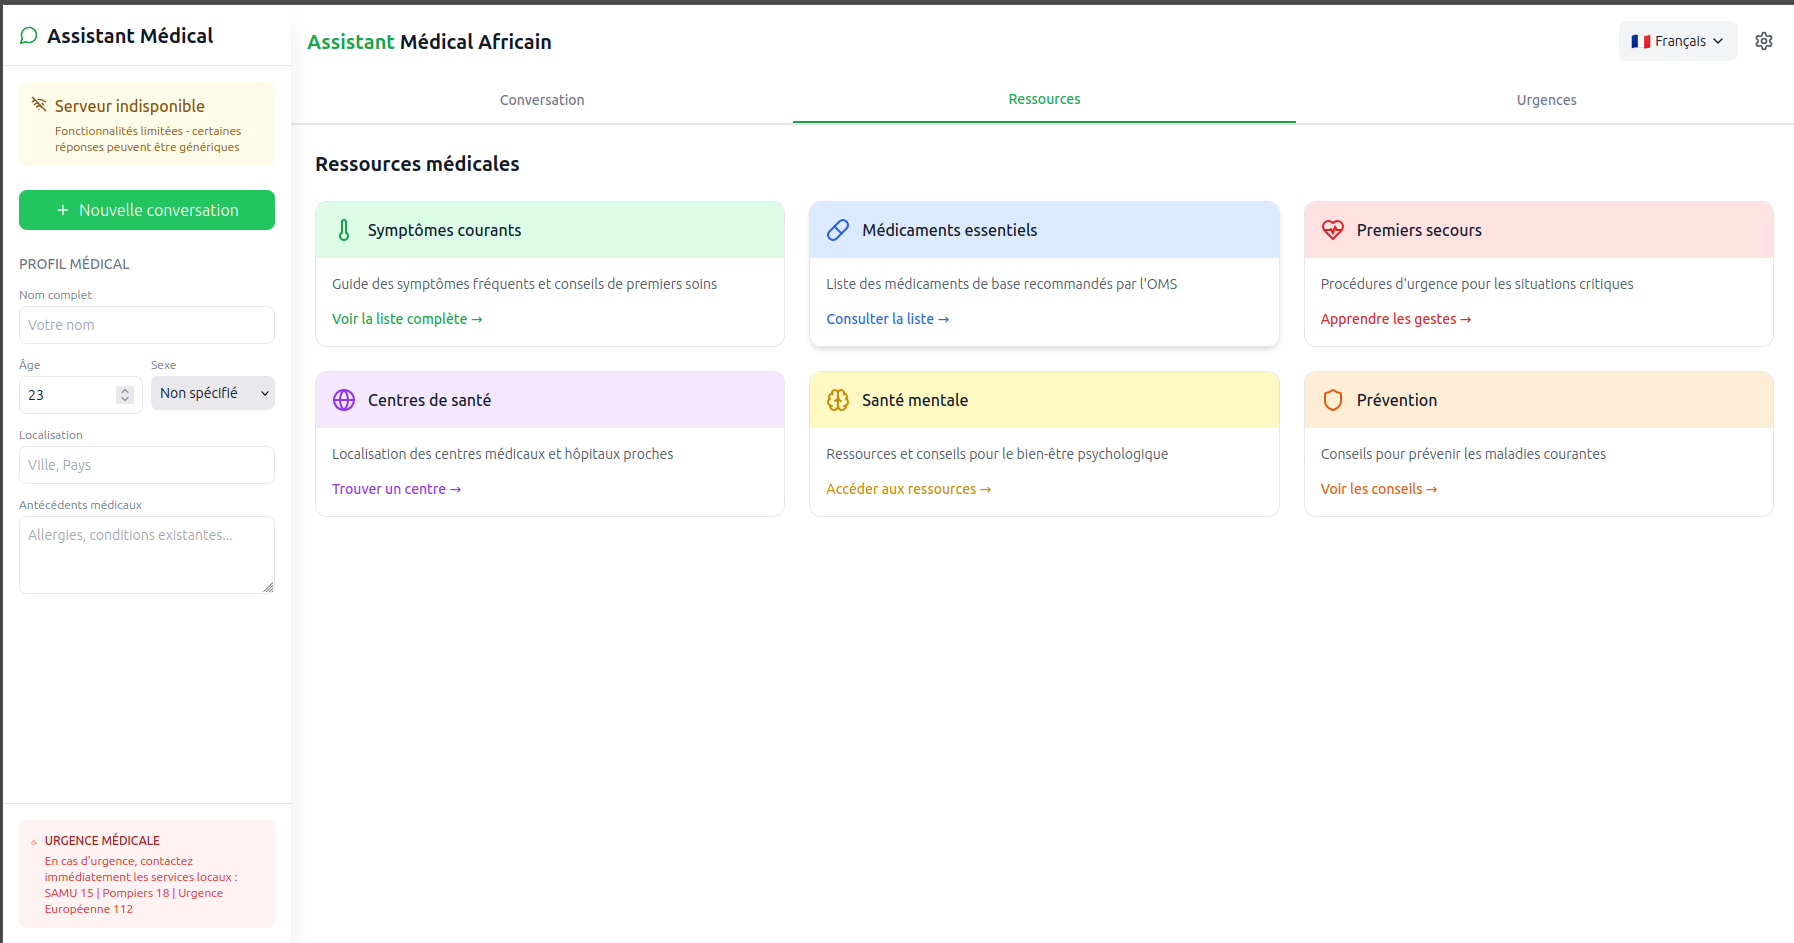 Assistant Médical
Serveur indisponible
Fonctionnalités limitées - certaines
réponses peuvent être génériques
+ Nouvelle conversation
PROFIL MÉDICAL
Nom complet
Votre nom
Âge
Sexe
23
Non spécifié
Localisation
Ville, Pays
Antécédents médicaux
Allergies, conditions existantes...
URGENCE MÉDICALE
En cas d'urgence, contactez
immédiatement les services locaux :
SAMU 15 | Pompiers 18 | Urgence
Européenne 112
Assistant Médical Africain
Français
Conversation
Ressources
Urgences
Ressources médicales
Symptômes courants
Guide des symptômes fréquents et conseils de premiers soins
Voir la liste complète →
Médicaments essentiels
Liste des médicaments de base recommandés par l'OMS
Consulter la liste →
Premiers secours
Procédures d'urgence pour les situations critiques
Apprendre les gestes →
Centres de santé
Localisation des centres médicaux et hôpitaux proches
Trouver un centre →
Santé mentale
Ressources et conseils pour le bien-être psychologique
Accéder aux ressources →
Prévention
Conseils pour prévenir les maladies courantes
Voir les conseils →